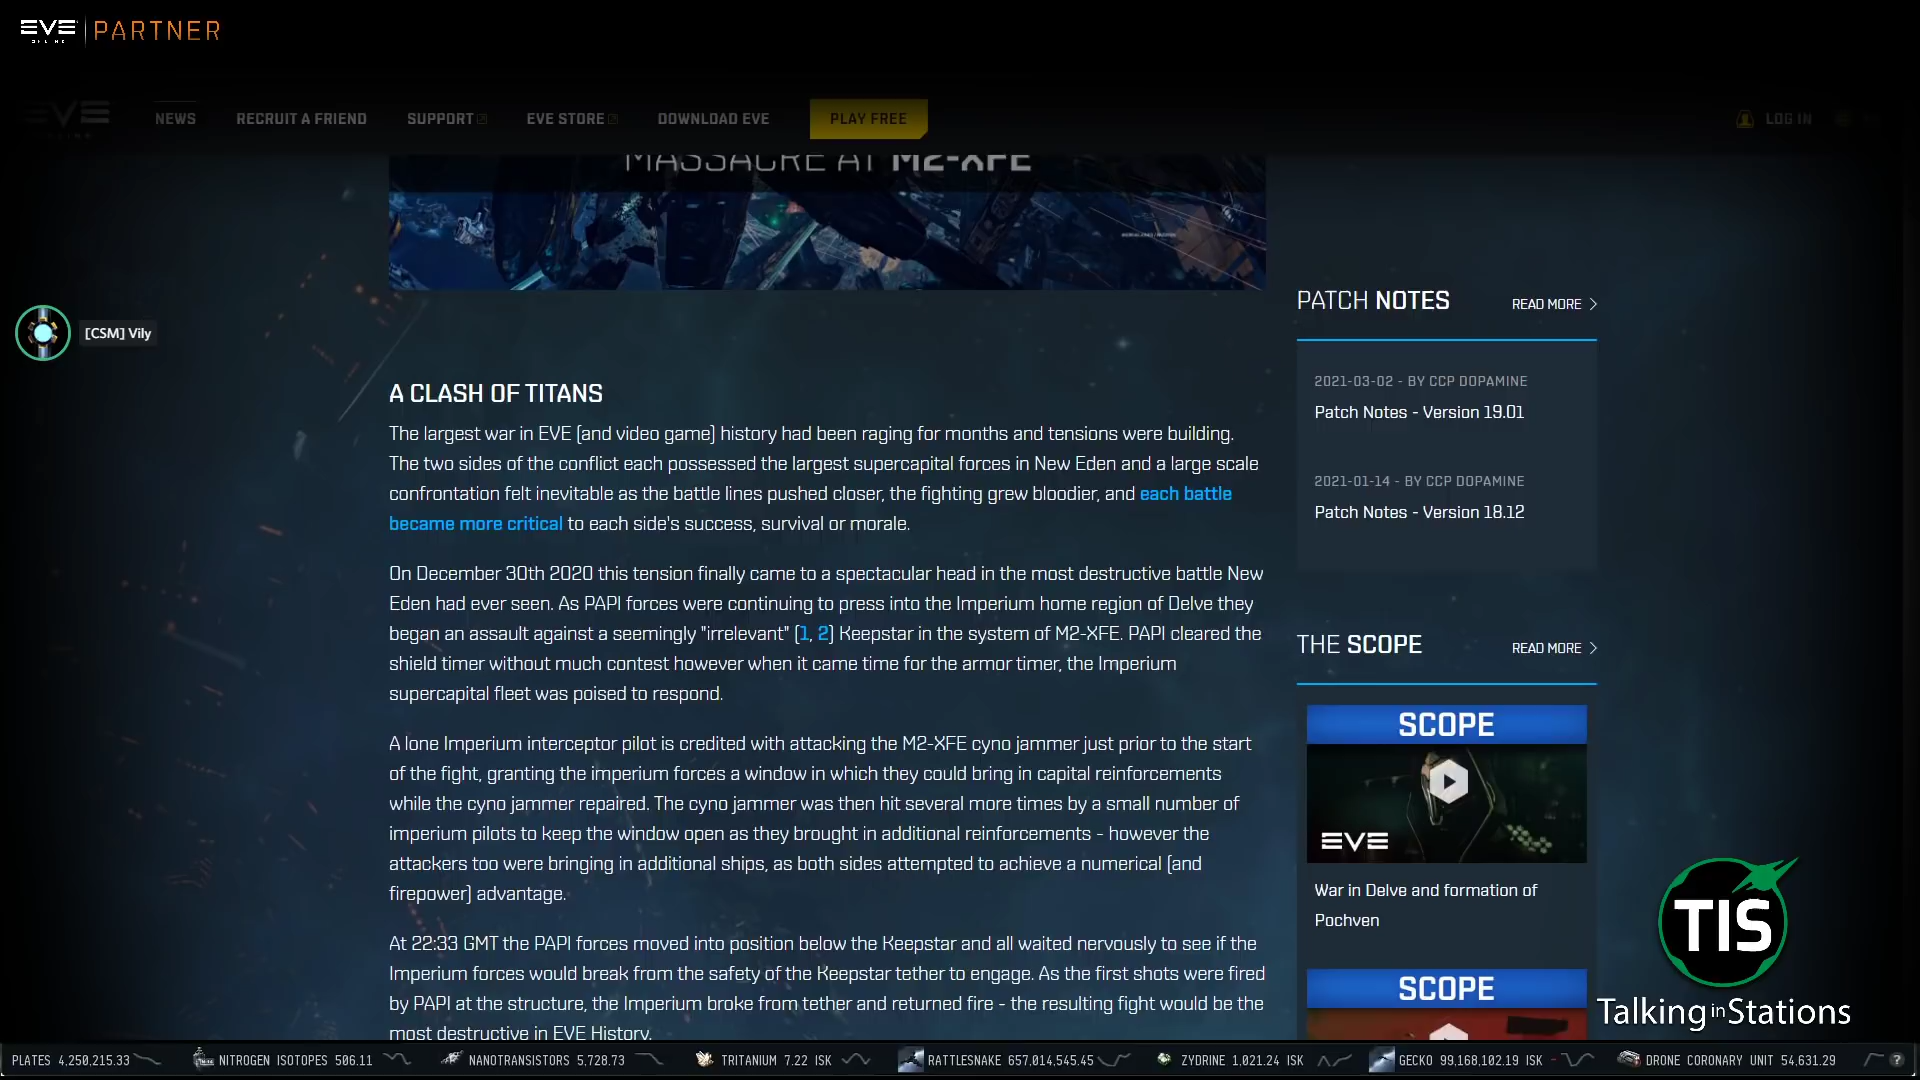 EVE ONLINE | PARTNER
EVE
NEWS
RECRUIT A FRIEND
SUPPORT
EVE STORE
DOWNLOAD EVE
PLAY FREE
LOG IN
MASSACRE AT M2-XFE
[CSM] Vily
A CLASH OF TITANS
The largest war in EVE (and video game) history had been raging for months and tensions were building.
The two sides of the conflict each possessed the largest supercapital forces in New Eden and a large scale
confrontation felt inevitable as the battle lines pushed closer, the fighting grew bloodier, and each battle
became more critical to each side's success, survival or morale.
On December 30th 2020 this tension finally came to a spectacular head in the most destructive battle New
Eden had ever seen. As PAPI forces were continuing to press into the Imperium home region of Delve they
began an assault against a seemingly "irrelevant" (1, 2) Keepstar in the system of M2-XFE. PAPI cleared the
shield timer without much contest however when it came time for the armor timer, the Imperium
supercapital fleet was poised to respond.
A lone Imperium interceptor pilot is credited with attacking the M2-XFE cyno jammer just prior to the start
of the fight, granting the imperium forces a window in which they could bring in capital reinforcements
while the cyno jammer repaired. The cyno jammer was then hit several more times by a small number of
imperium pilots to keep the window open as they brought in additional reinforcements - however the
attackers too were bringing in additional ships, as both sides attempted to achieve a numerical (and
firepower) advantage.
At 22:33 GMT the PAPI forces moved into position below the Keepstar and all waited nervously to see if the
Imperium forces would break from the safety of the Keepstar tether to engage. As the first shots were fired
by PAPI at the structure, the Imperium broke from tether and returned fire - the resulting fight would be the
most destructive in EVE History.
PATCH NOTES
READ MORE
2021-03-02 - BY CCP DOPAMINE
Patch Notes - Version 19.01
2021-01-14 - BY CCP DOPAMINE
Patch Notes - Version 18.12
THE SCOPE
READ MORE
SCOPE
EVE
War in Delve and formation of
Pochven
SCOPE
TIS
Talking in Stations
PLATES 4,250,215.33
NITROGEN ISOTOPES 506.11
NANOTRANSISTORS 5,728.73
TRITANIUM 7.22 ISK
RATTLESNAKE 657,014,545.45
ZYDRINE 1,021.24 ISK
GECKO 99,168,102.19 ISK
DRONE CORONARY UNIT 54,631.29
?